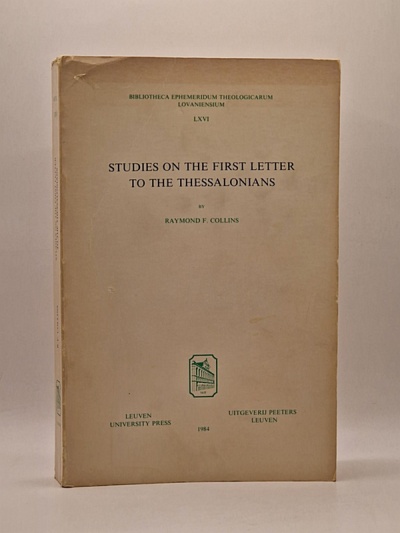 BIBLIOTHECA EPHEMERIDUM THEOLOGICARUM
LOVANIENSIUM
LXVI
STUDIES ON THE FIRST LETTER
TO THE THESSALONIANS
BY
RAYMOND F. COLLINS
LEUVEN
UNIVERSITY PRESS
1984
UITGEVERIJ PEETERS
LEUVEN